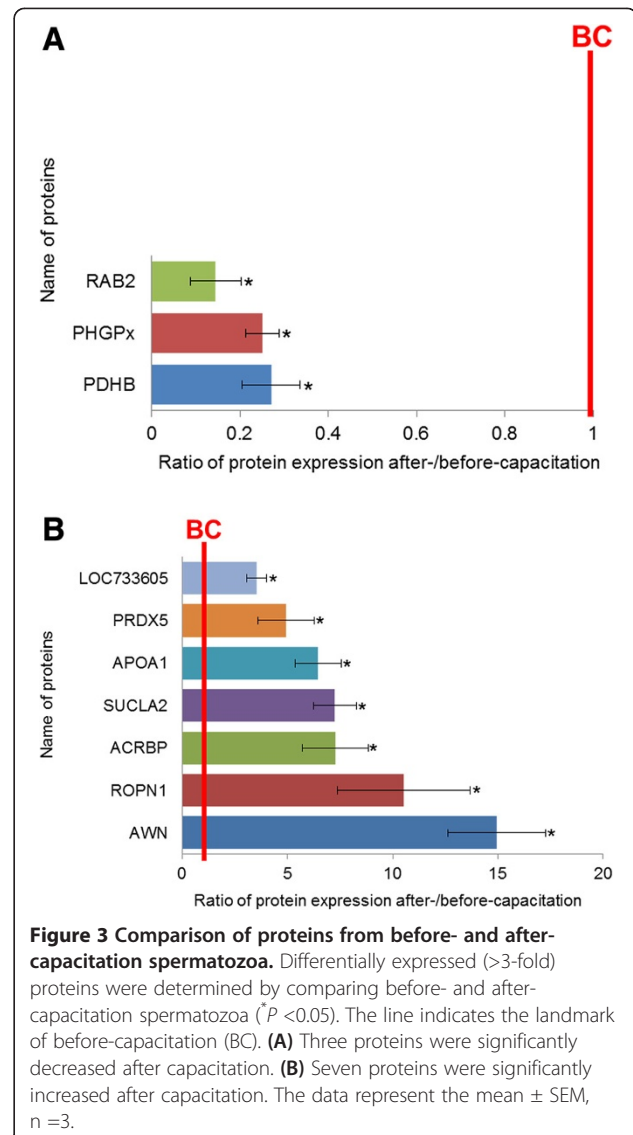 A
BC
Name of proteins
RAB2
*
PHGPx
*
PDHB
*
0 0.2 0.4 0.6 0.8 1
Ratio of protein expression after-/before-capacitation
B
BC
Name of proteins
LOC733605
*
PRDX5
*
APOA1
*
SUCLA2
*
ACRBP
*
ROPN1
*
AWN
*
0 5 10 15 20
Ratio of protein expression after-/before-capacitation
Figure 3 Comparison of proteins from before- and after-
capacitation spermatozoa. Differentially expressed (>3-fold)
proteins were determined by comparing before- and after-
capacitation spermatozoa (*P <0.05). The line indicates the landmark
of before-capacitation (BC). (A) Three proteins were significantly
decreased after capacitation. (B) Seven proteins were significantly
increased after capacitation. The data represent the mean ± SEM,
n =3.